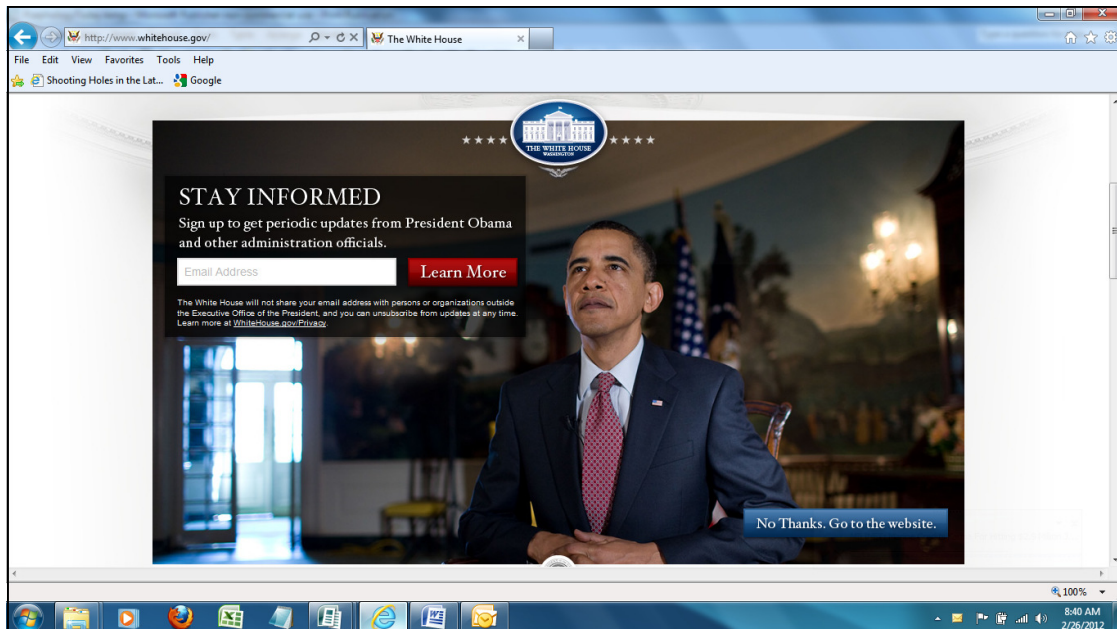 http://www.whitehouse.gov/
The White House
File Edit View Favorites Tools Help
Shooting Holes in the Lat... Google
THE WHITE HOUSE
WASHINGTON
STAY INFORMED
Sign up to get periodic updates from President Obama
and other administration officials.
Email Address
Learn More
The White House will not share your email address with persons or organizations outside
the Executive Office of the President, and you can unsubscribe from updates at any time.
Learn more at WhiteHouse.gov/Privacy.
No Thanks. Go to the website.
100%
8:40 AM
2/26/2012